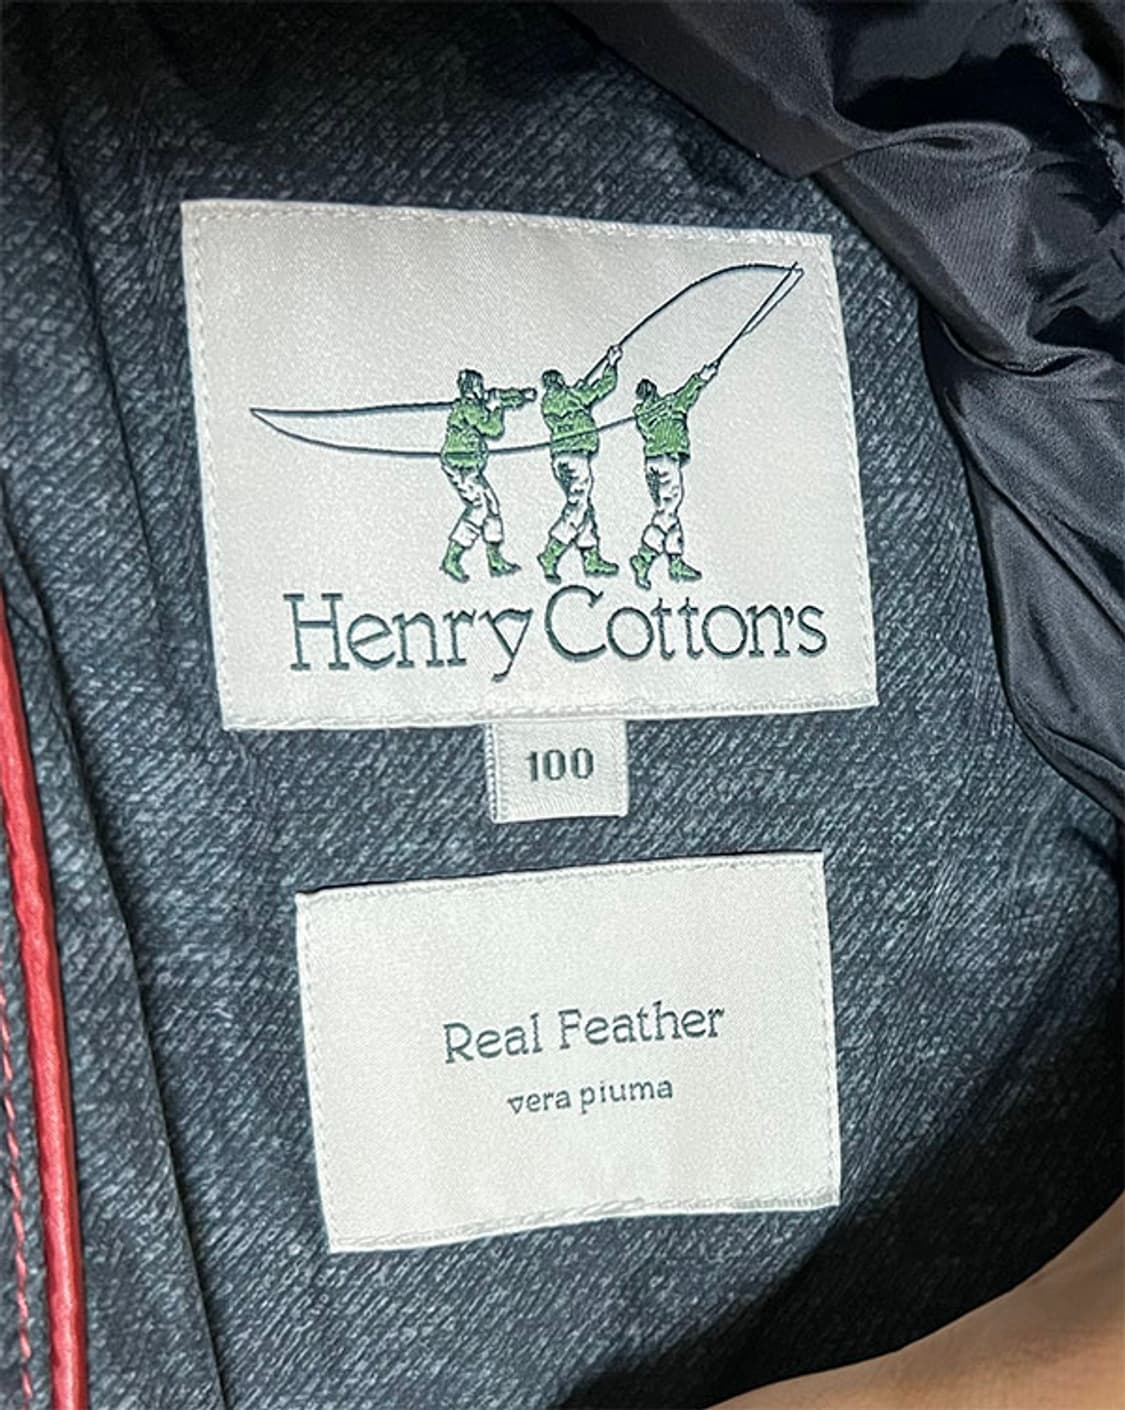 Henry Cotton's
100
Real Feather
vera piuma